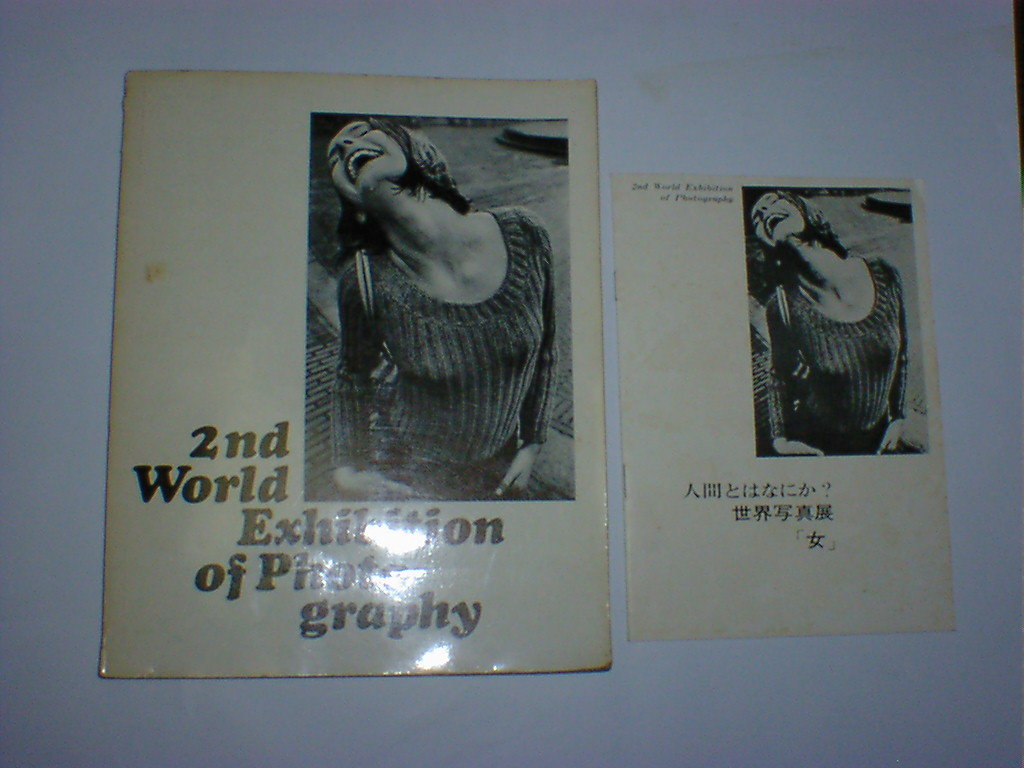 2nd
World
Exhibition
of Photo
graphy
2nd World Exhibition
of Photography
人間とはなにか?
世界写真展
「女」